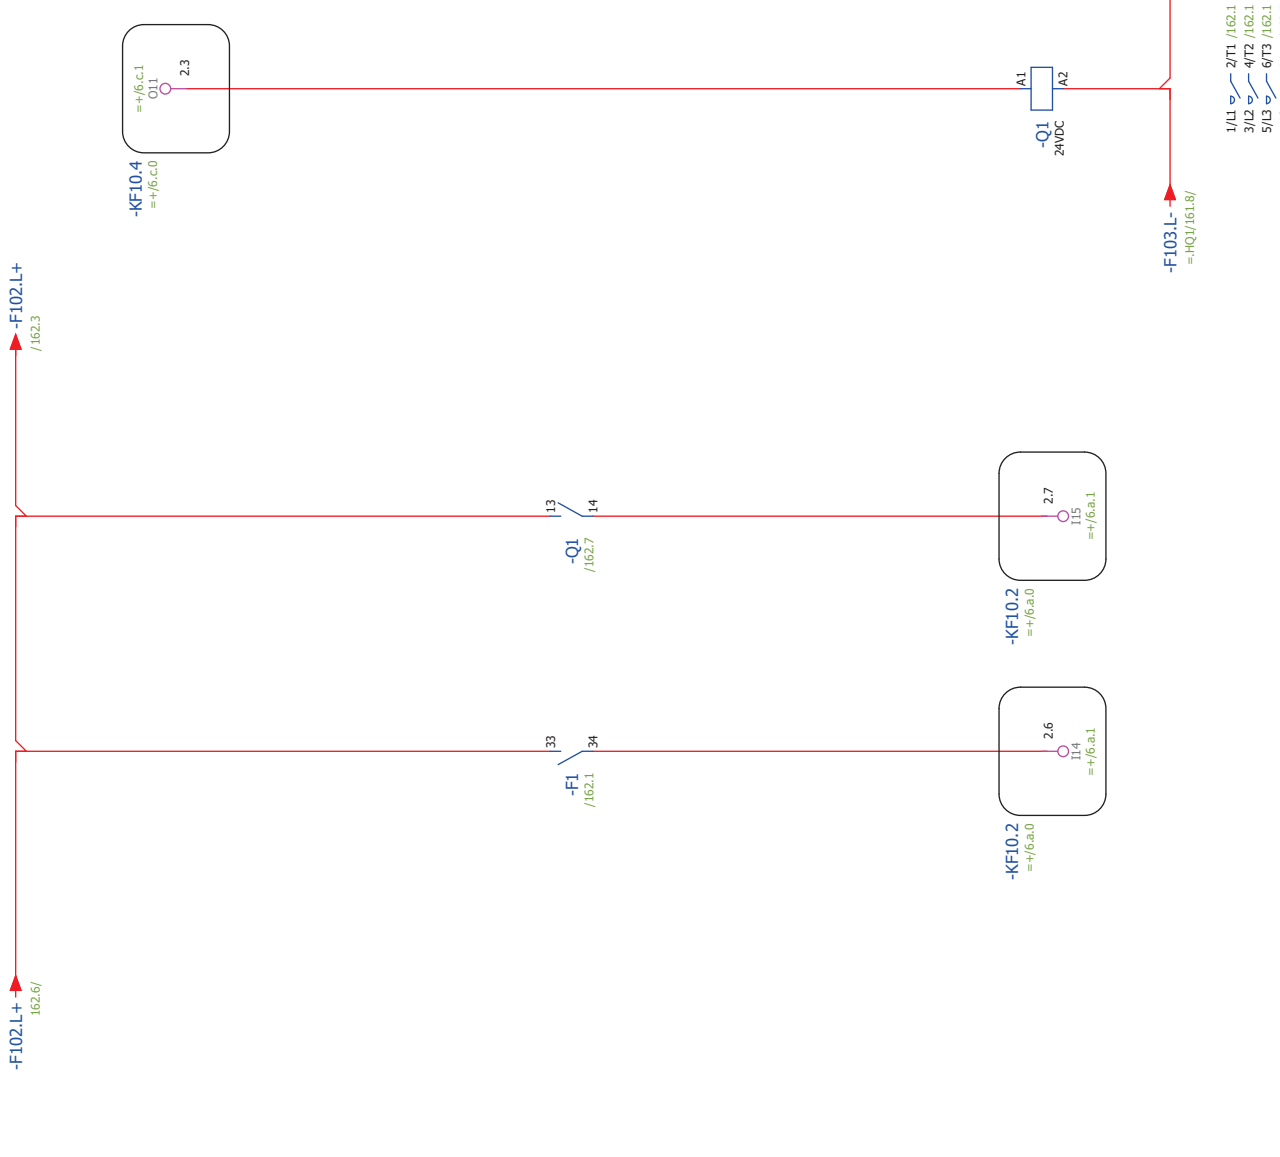 -F102.L+
162.6/
-F1
/162.1
33
34
-KF10.2
=+/6.a.0
2.6
I14
=+/6.a.1
-Q1
/162.7
13
14
-KF10.2
=+/6.a.0
2.7
I15
=+/6.a.1
-F102.L+
/162.3
-KF10.4
=+/6.c.0
=+/6.c.1
O11
2.3
-Q1
24VDC
A1
A2
-F103.L-
=.HQ1/161.8/
1/L1 2/T1 /162.1
3/L2 4/T2 /162.1
5/L3 6/T3 /162.1